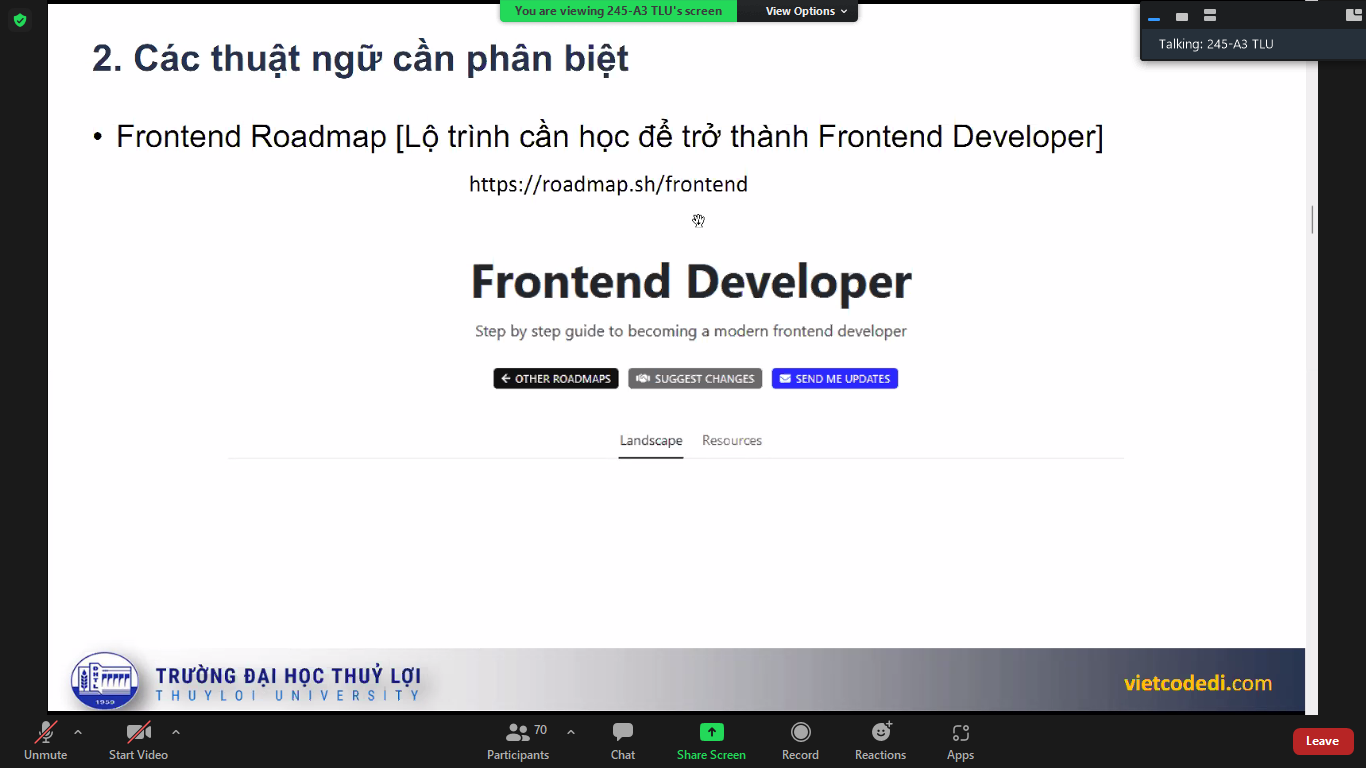 You are viewing 245-A3 TLU's screen
View Options
Talking: 245-A3 TLU
2. Các thuật ngữ cần phân biệt
• Frontend Roadmap [Lộ trình cần học để trở thành Frontend Developer]
https://roadmap.sh/frontend
Frontend Developer
Step by step guide to becoming a modern frontend developer
OTHER ROADMAPS
SUGGEST CHANGES
SEND ME UPDATES
Landscape
Resources
1959
TRƯỜNG ĐẠI HỌC THUỶ LỢI
THUYLOI UNIVERSITY
vietcodedi.com
Unmute
Start Video
70
Participants
Chat
Share Screen
Record
Reactions
Apps
Leave